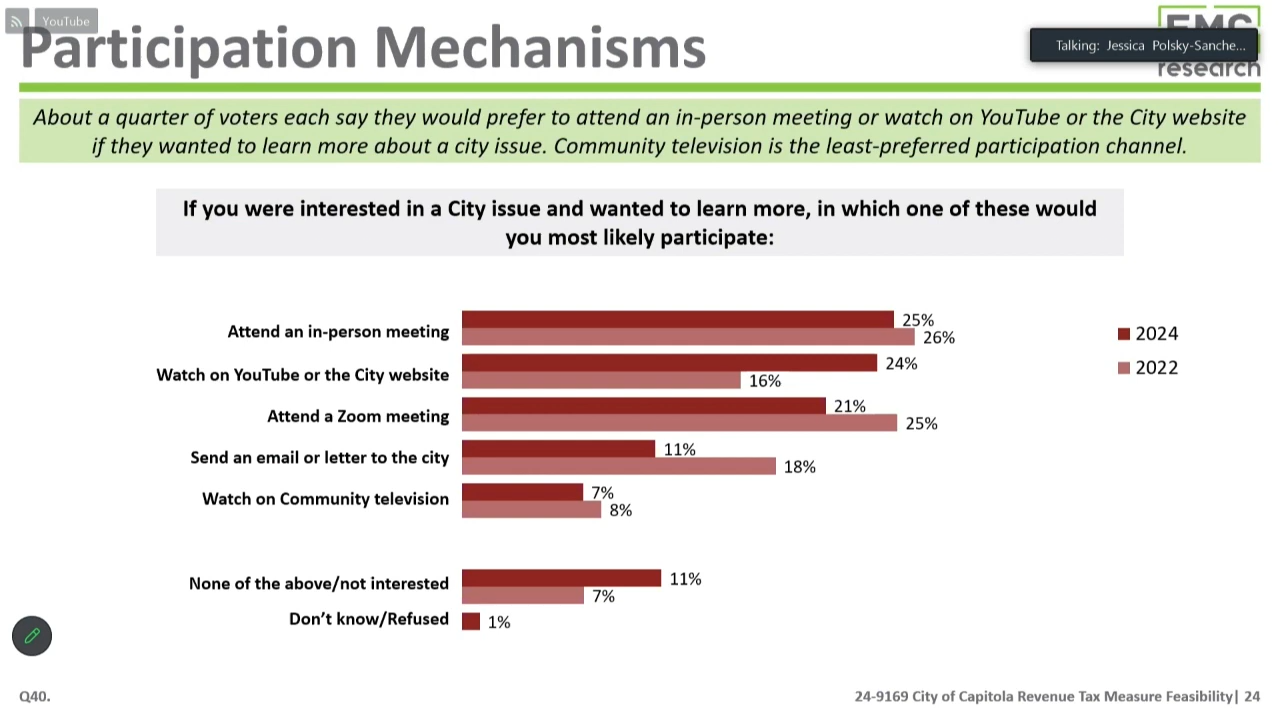 YouTube
Participation Mechanisms
Talking: Jessica Polsky-Sanche...
EMC
research
About a quarter of voters each say they would prefer to attend an in-person meeting or watch on YouTube or the City website
if they wanted to learn more about a city issue. Community television is the least-preferred participation channel.
If you were interested in a City issue and wanted to learn more, in which one of these would
you most likely participate:
Attend an in-person meeting
25%
26%
Watch on YouTube or the City website
24%
16%
Attend a Zoom meeting
21%
25%
Send an email or letter to the city
11%
18%
Watch on Community television
7%
8%
None of the above/not interested
11%
7%
Don't know/Refused
1%
2024
2022
Q40.
24-9169 City of Capitola Revenue Tax Measure Feasibility| 24